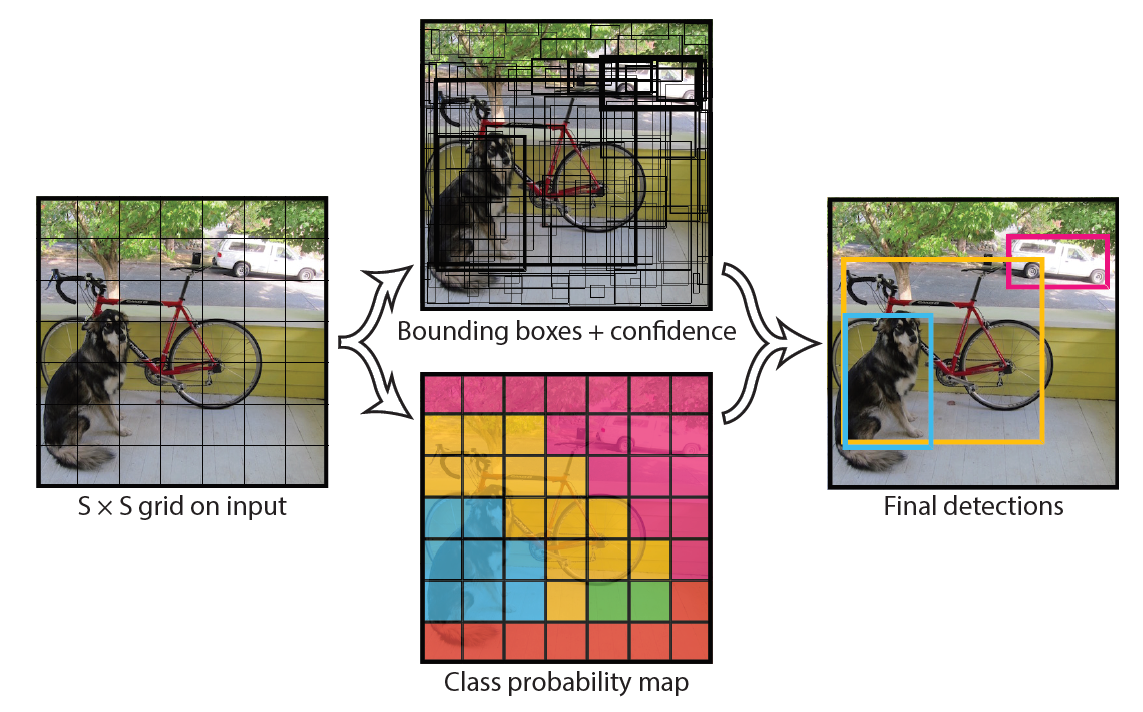 S × S grid on input
Bounding boxes + confidence
Class probability map
Final detections